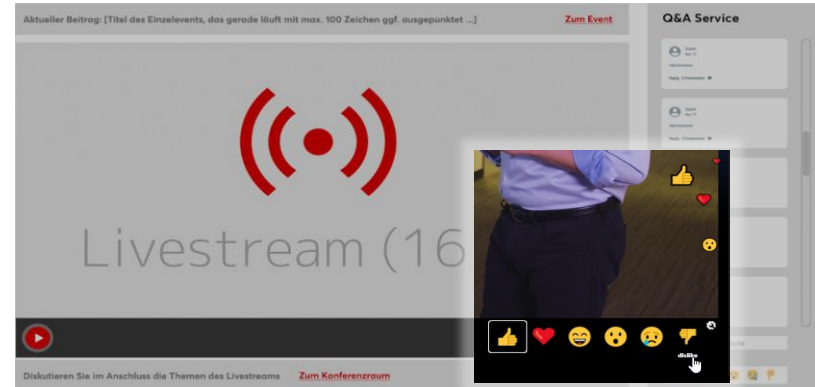 Aktueller Beitrag: [Titel des Einzelevents, das gerade läuft mit max. 100 Zeichen ggf. ausgepunktet ...]
Zum Event
Q&A Service
Livestream (16
dislike
Diskutieren Sie im Anschluss die Themen des Livestreams
Zum Konferenzraum